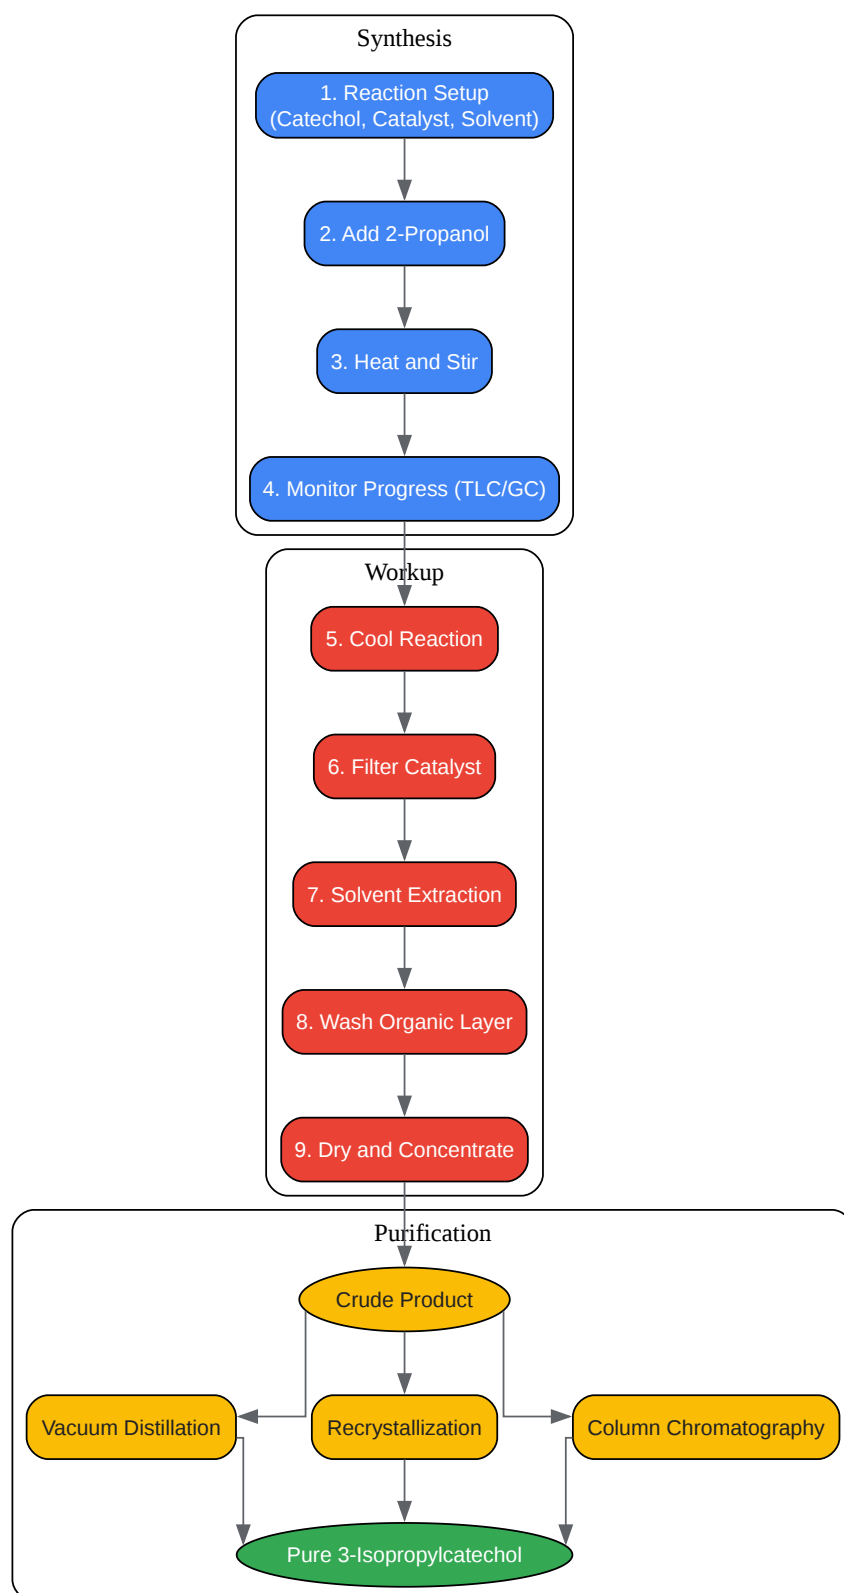 Synthesis
1. Reaction Setup
(Catechol, Catalyst, Solvent)
2. Add 2-Propanol
3. Heat and Stir
4. Monitor Progress (TLC/GC)
Workup
5. Cool Reaction
6. Filter Catalyst
7. Solvent Extraction
8. Wash Organic Layer
9. Dry and Concentrate
Purification
Crude Product
Vacuum Distillation
Recrystallization
Column Chromatography
Pure 3-Isopropylcatechol